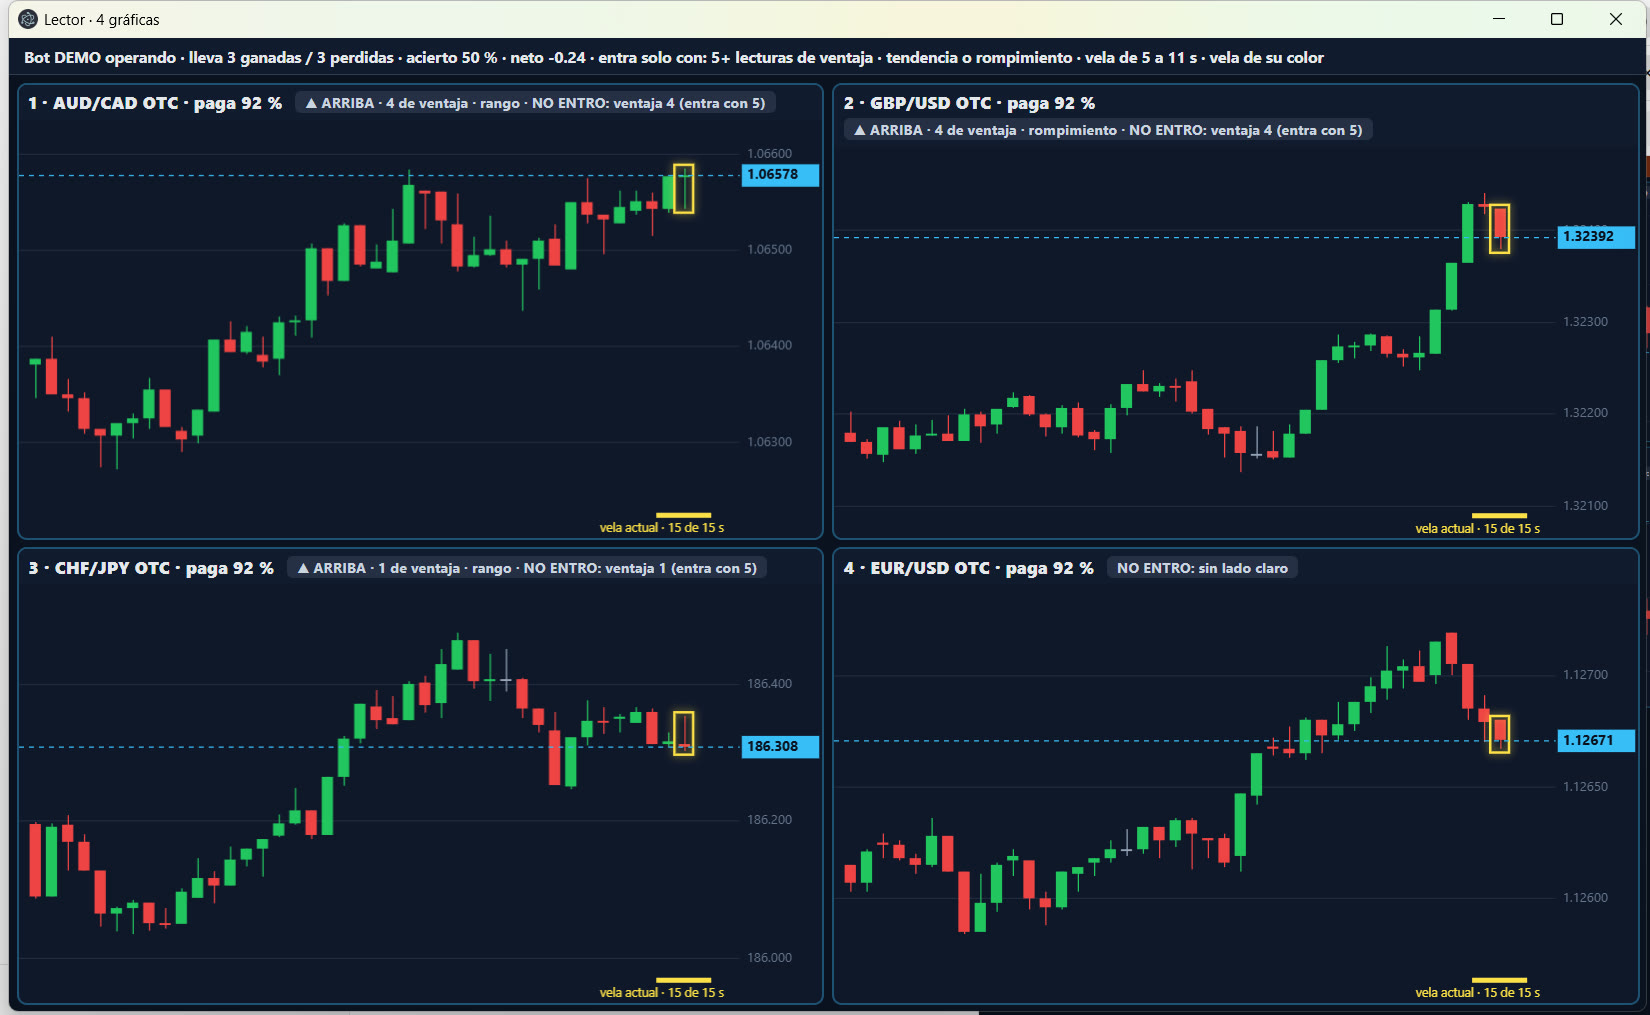 Lector · 4 gráficas
Bot DEMO operando · lleva 3 ganadas / 3 perdidas · acierto 50 % · neto -0.24 · entra solo con: 5+ lecturas de ventaja · tendencia o rompimiento · vela de 5 a 11 s · vela de su color
1 · AUD/CAD OTC · paga 92 %
▲ ARRIBA · 4 de ventaja · rango · NO ENTRO: ventaja 4 (entra con 5)
1.06600
1.06578
1.06500
1.06400
1.06300
vela actual · 15 de 15 s
2 · GBP/USD OTC · paga 92 %
▲ ARRIBA · 4 de ventaja · rompimiento · NO ENTRO: ventaja 4 (entra con 5)
1.32392
1.32300
1.32200
1.32100
vela actual · 15 de 15 s
3 · CHF/JPY OTC · paga 92 %
▲ ARRIBA · 1 de ventaja · rango · NO ENTRO: ventaja 1 (entra con 5)
186.400
186.308
186.200
186.000
vela actual · 15 de 15 s
4 · EUR/USD OTC · paga 92 %
NO ENTRO: sin lado claro
1.12700
1.12671
1.12650
1.12600
vela actual · 15 de 15 s